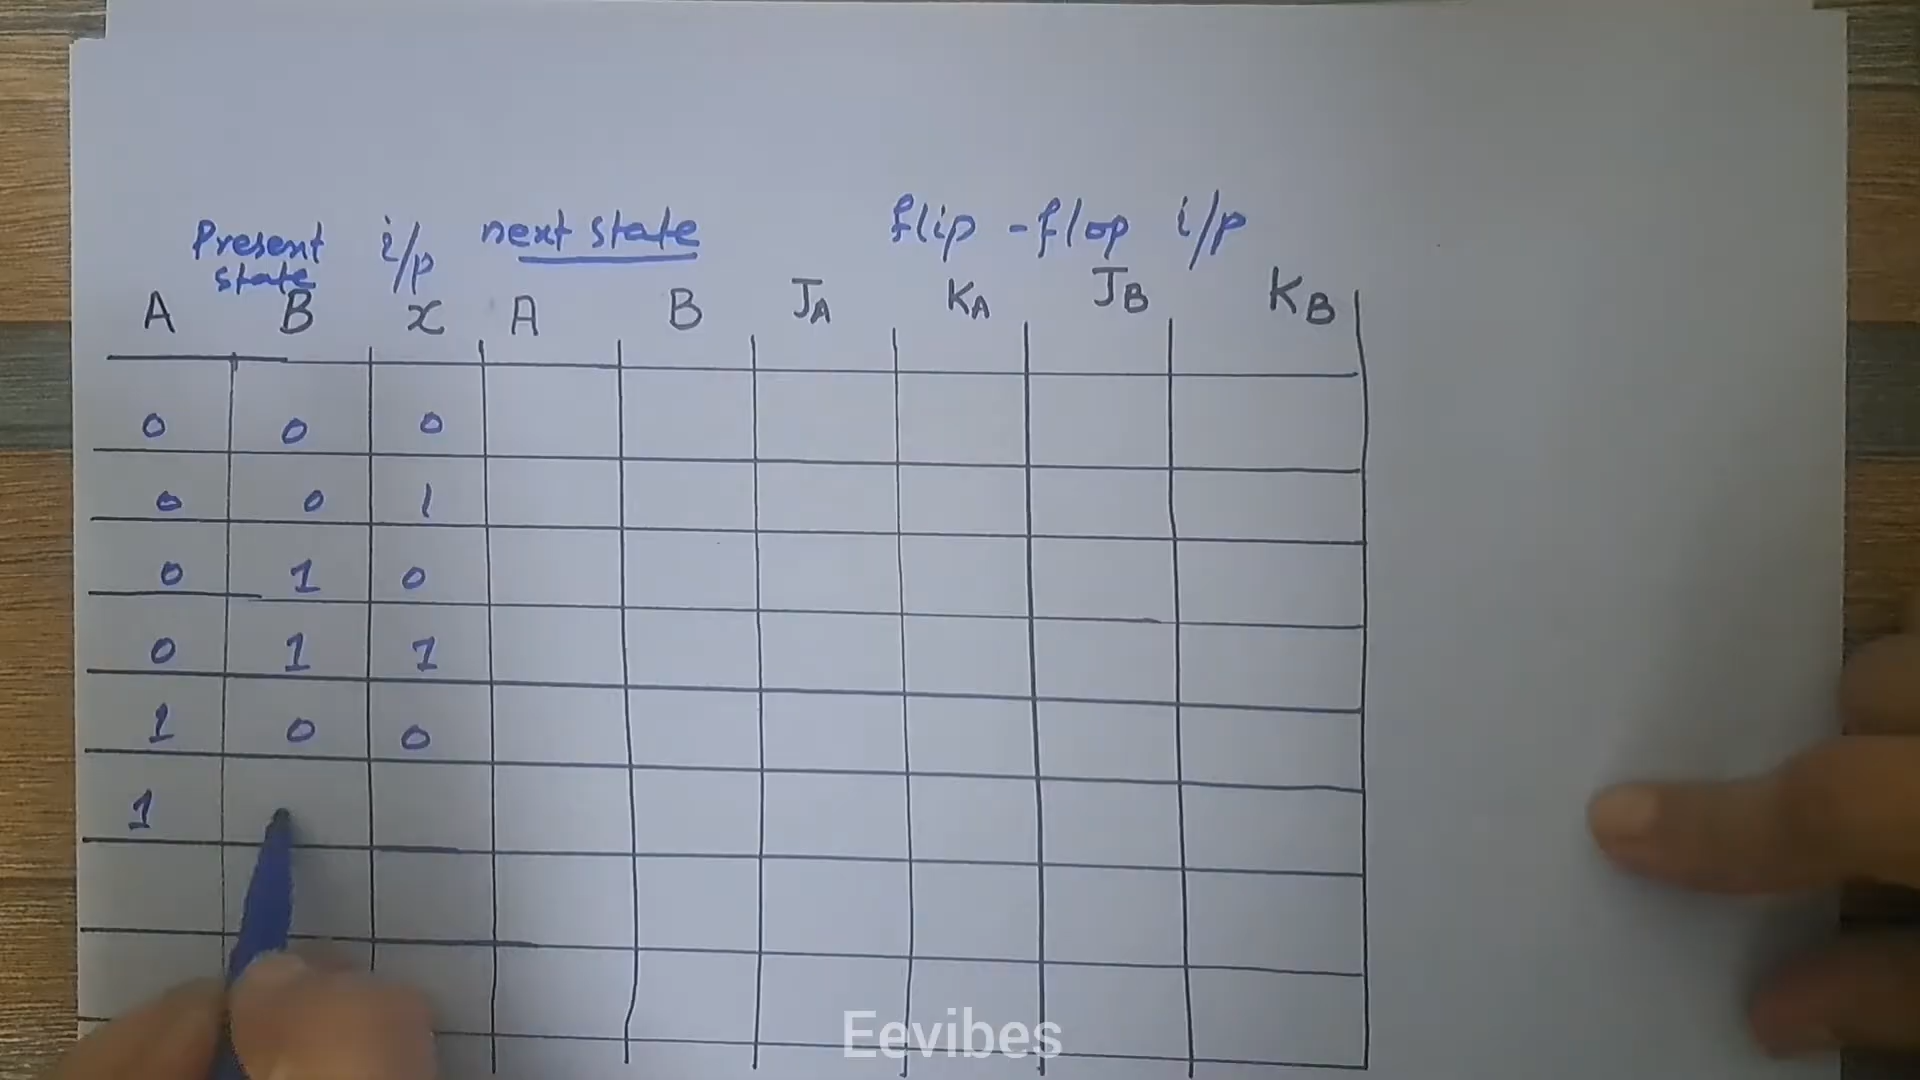 Present i/p next state flip-flop i/p
state
A B x A B JA KA JB KB
0 0 0
0 0 1
0 1 0
0 1 1
1 0 0
1
Eevibes